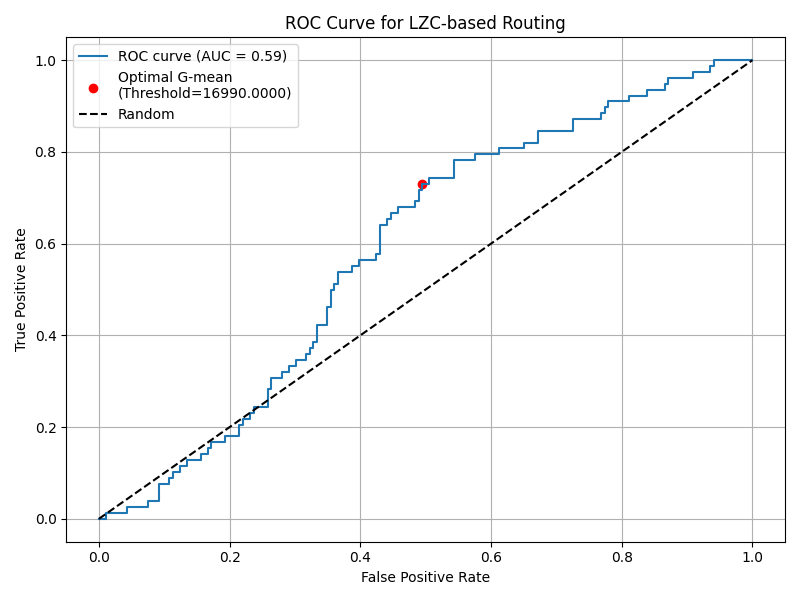 ROC Curve for LZC-based Routing
ROC curve (AUC = 0.59)
Optimal G-mean
(Threshold=16990.0000)
Random
True Positive Rate
1.0
0.8
0.6
0.4
0.2
0.0
0.0 0.2 0.4 0.6 0.8 1.0
False Positive Rate